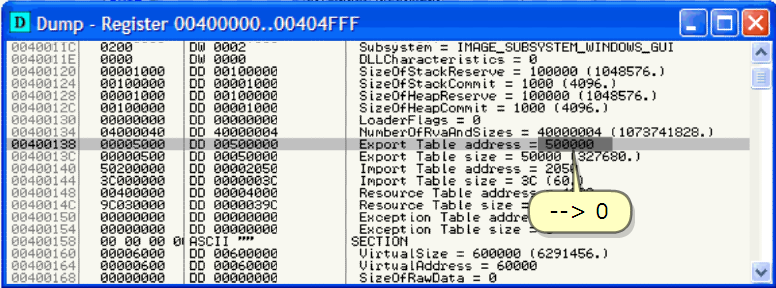 D Dump - Register 00400000..00404FFF
0040011C 0200 DW 0002 Subsystem = IMAGE_SUBSYSTEM_WINDOWS_GUI
0040011E 0000 DW 0000 DLLCharacteristics = 0
00400120 00001000 DD 00100000 SizeOfStackReserve = 100000 (1048576.)
00400124 00100000 DD 00001000 SizeOfStackCommit = 1000 (4096.)
00400128 00001000 DD 00100000 SizeOfHeapReserve = 100000 (1048576.)
0040012C 00100000 DD 00001000 SizeOfHeapCommit = 1000 (4096.)
00400130 00000000 DD 00000000 LoaderFlags = 0
00400134 04000040 DD 40000004 NumberOfRvaAndSizes = 40000004 (1073741828.)
00400138 00005000 DD 00500000 Export Table address = 500000
0040013C 00000500 DD 00050000 Export Table size = 50000 (327680.)
00400140 50200000 DD 00002050 Import Table address = 2050
00400144 3C000000 DD 0000003C Import Table size = 3C (60.)
00400148 00400000 DD 00004000 Resource Table address
0040014C 9C030000 DD 0000039C Resource Table size =
00400150 00000000 DD 00000000 Exception Table addre
00400154 00000000 DD 00000000 Exception Table size
00400158 00 00 00 0 ASCII "" SECTION
00400160 00006000 DD 00600000 VirtualSize = 600000 (6291456.)
00400164 00000600 DD 00060000 VirtualAddress = 60000
00400168 00000000 DD 00000000 SizeOfRawData = 0
--> 0